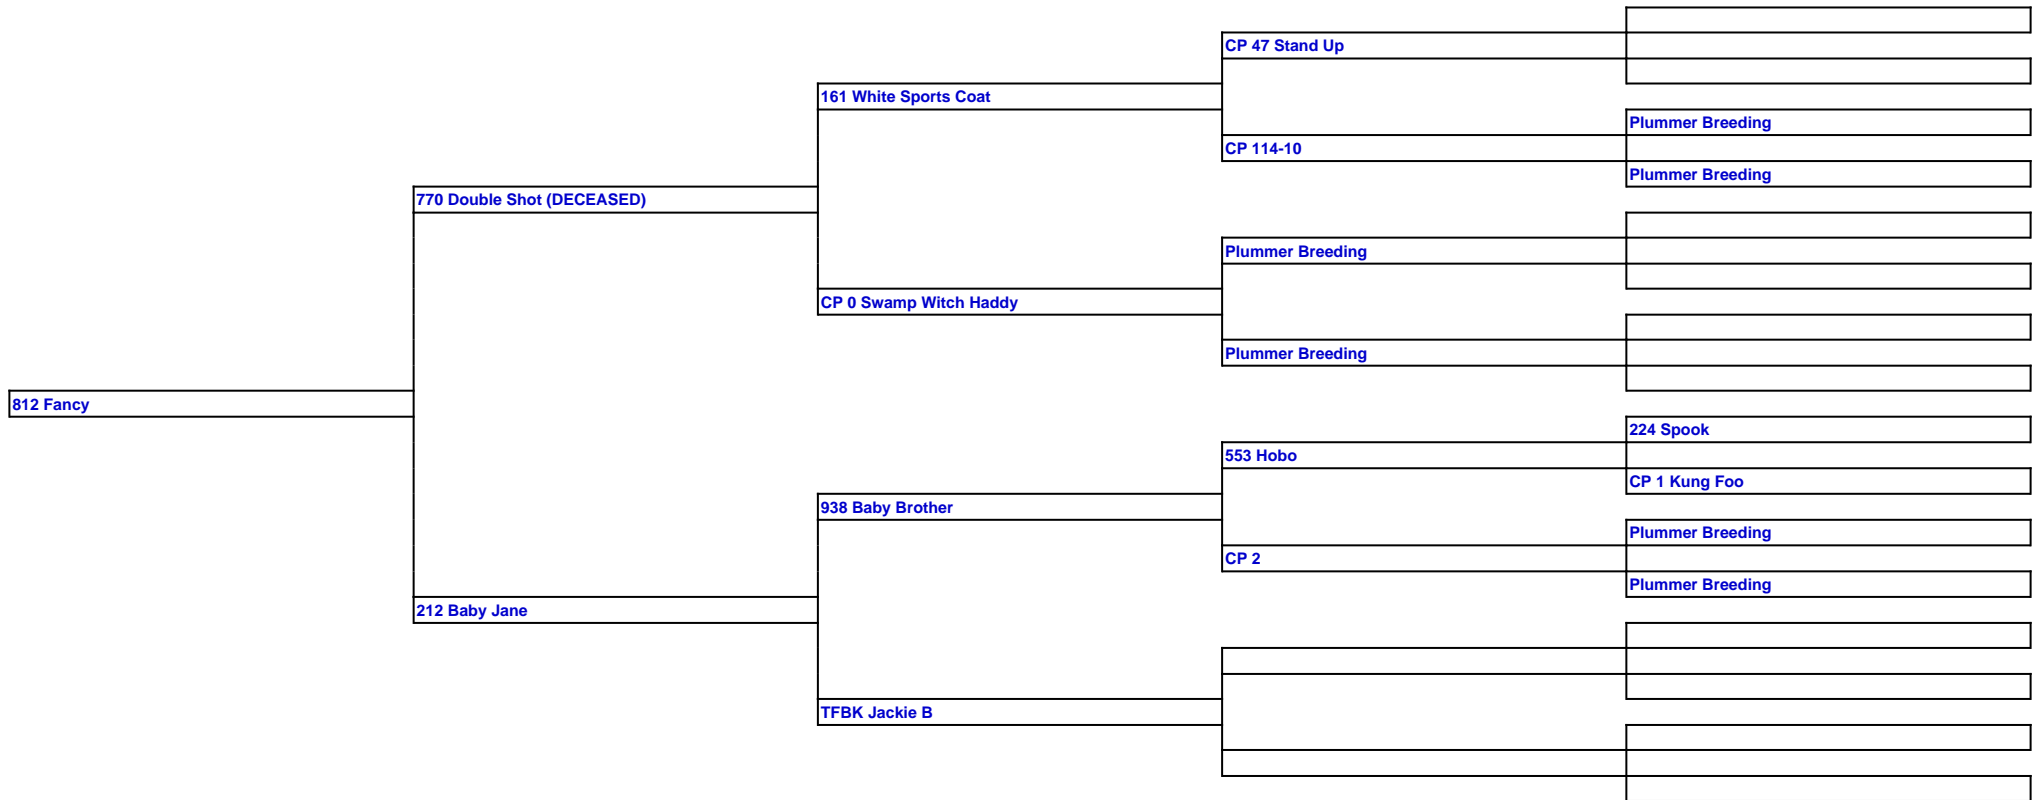 CP 47 Stand Up
161 White Sports Coat
Plummer Breeding
CP 114-10
Plummer Breeding
770 Double Shot (DECEASED)
Plummer Breeding
CP 0 Swamp Witch Haddy
Plummer Breeding
812 Fancy
224 Spook
553 Hobo
CP 1 Kung Foo
938 Baby Brother
Plummer Breeding
CP 2
Plummer Breeding
212 Baby Jane
TFBK Jackie B